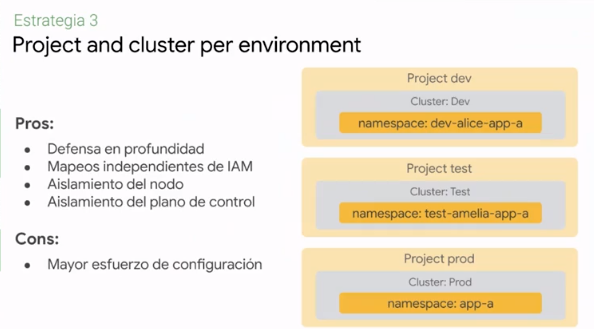 Estrategia 3
Project and cluster per environment
Pros:
Defensa en profundidad
Mapeos independientes de IAM
Aislamiento del nodo
Aislamiento del plano de control
Cons:
Mayor esfuerzo de configuración
Project dev
Cluster: Dev
namespace: dev-alice-app-a
Project test
Cluster: Test
namespace: test-amelia-app-a
Project prod
Cluster: Prod
namespace: app-a